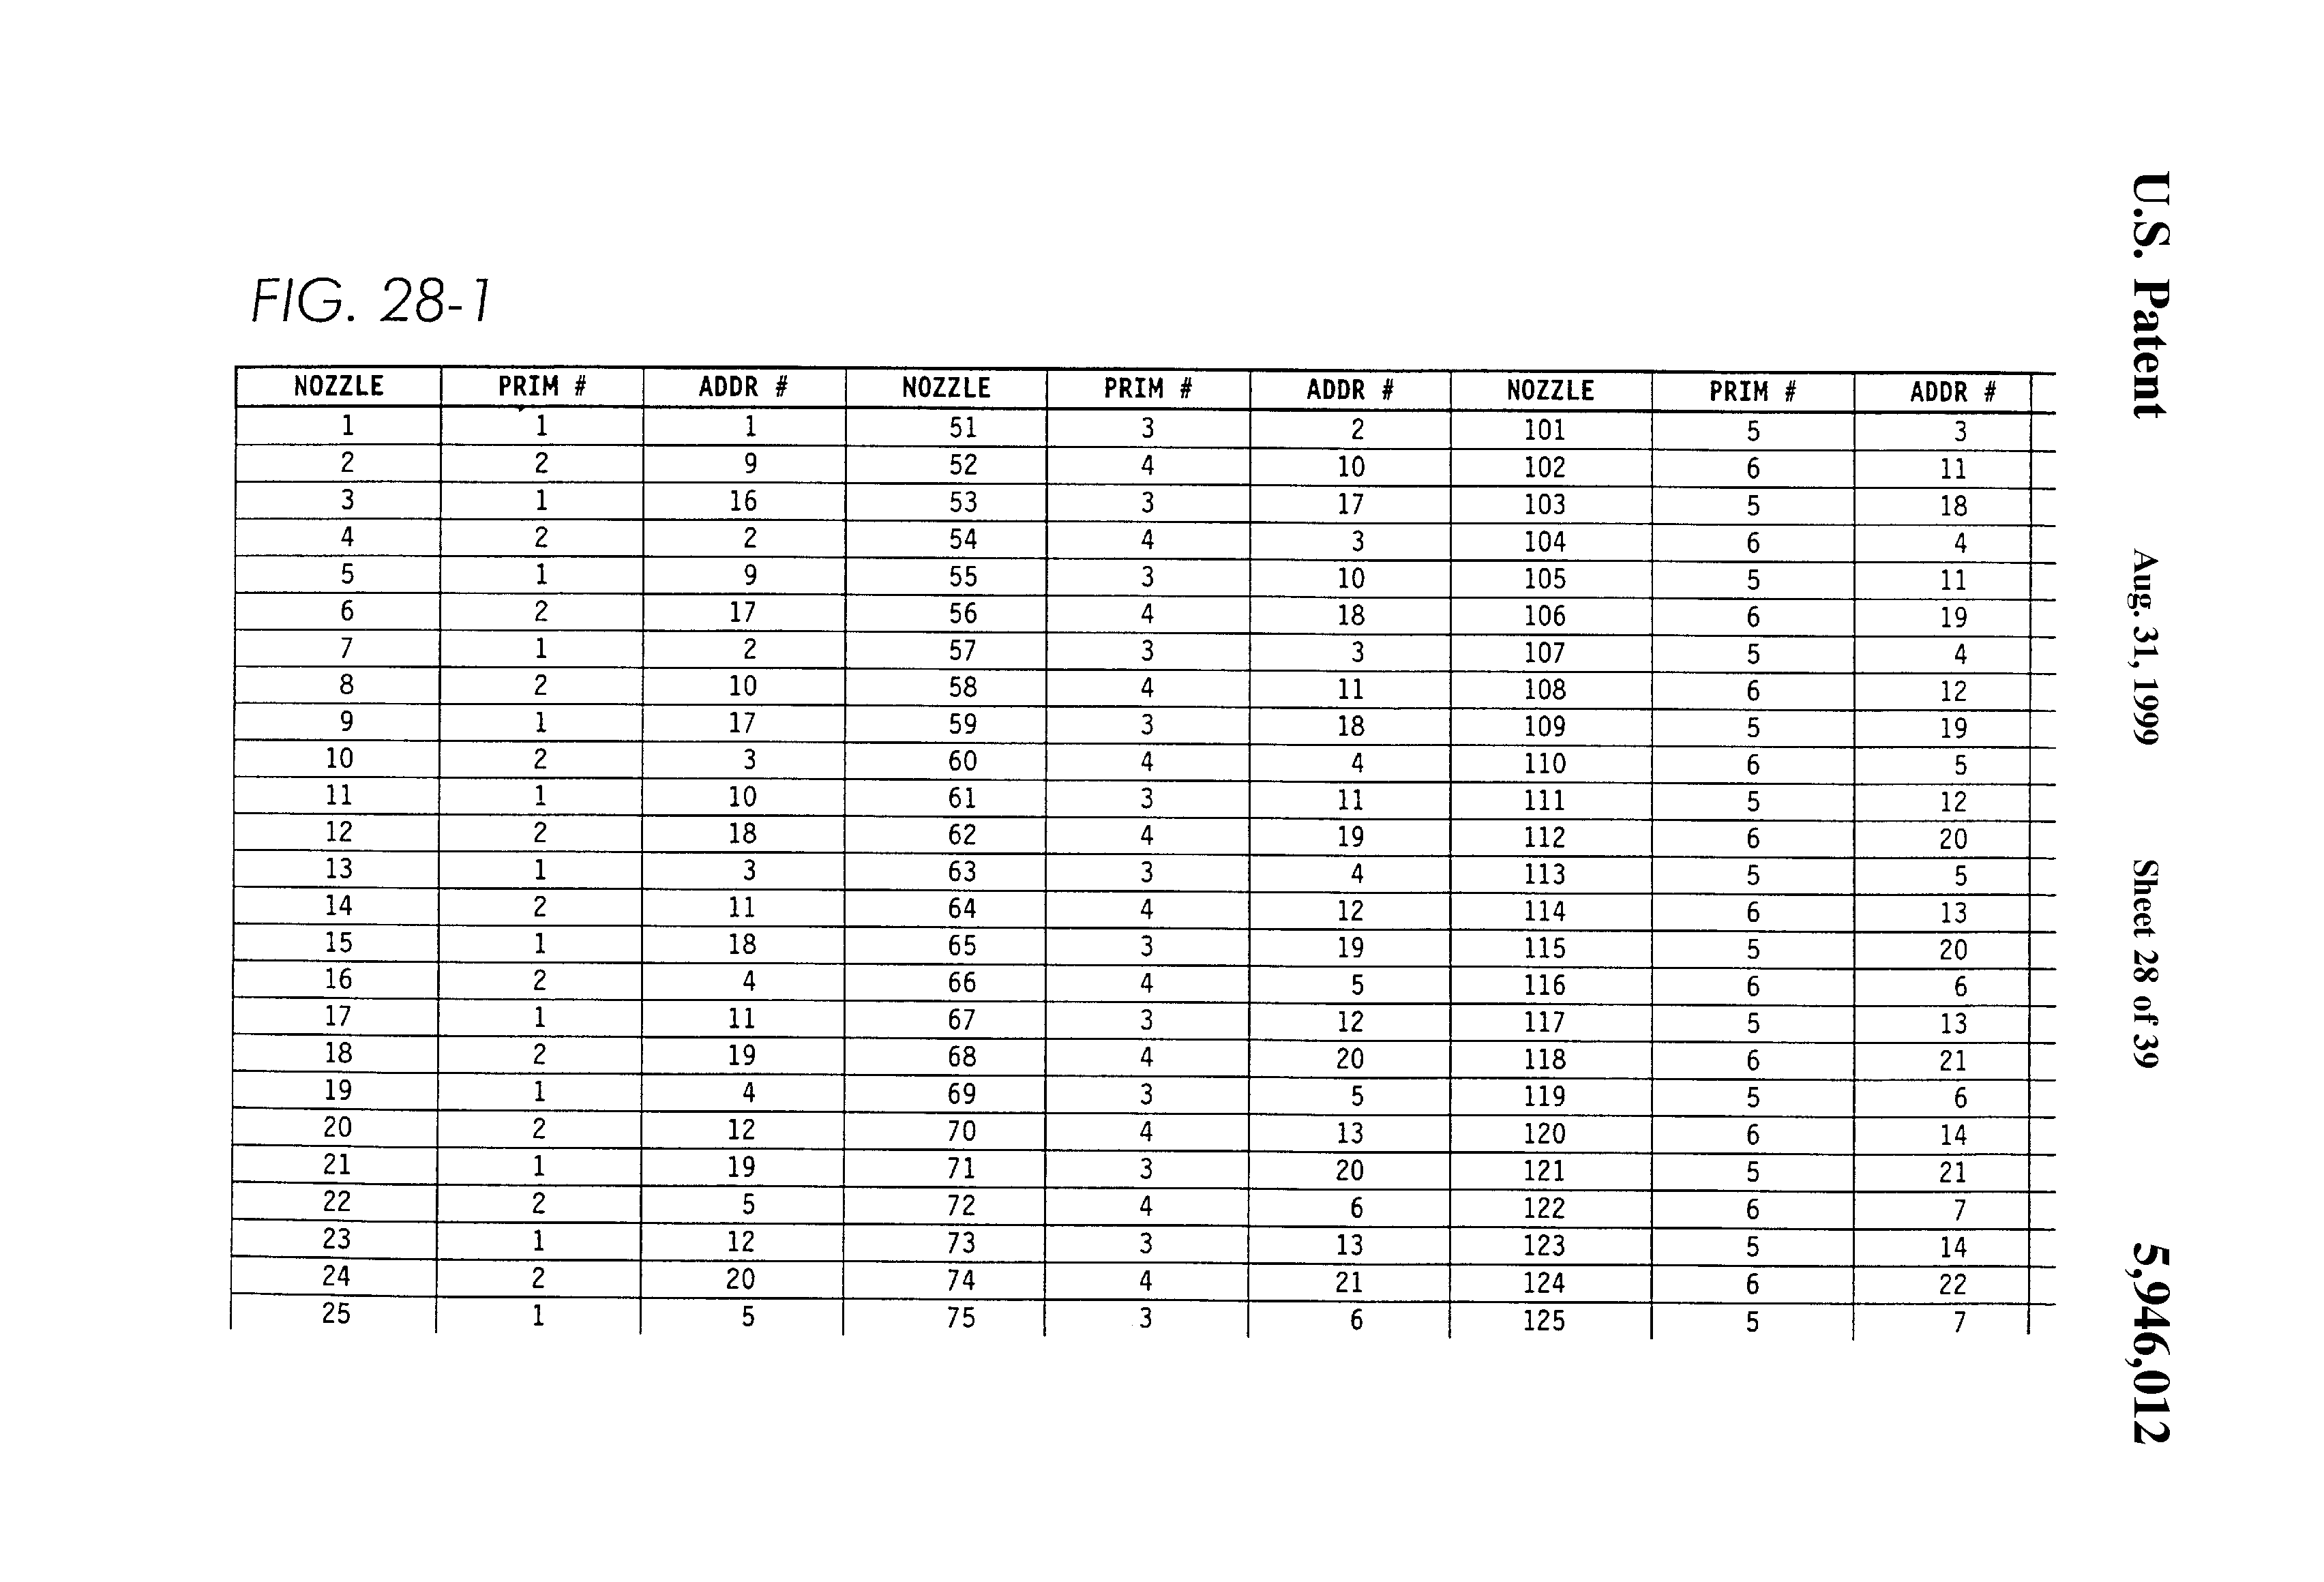 U.S. Patent Aug. 31, 1999 Sheet 28 of 39 5,946,012
FIG. 28-1
NOZZLE PRIM # ADDR # NOZZLE PRIM # ADDR # NOZZLE PRIM # ADDR #
1 1 1 51 3 2 101 5 3
2 2 9 52 4 10 102 6 11
3 1 16 53 3 17 103 5 18
4 2 2 54 4 3 104 6 4
5 1 9 55 3 10 105 5 11
6 2 17 56 4 18 106 6 19
7 1 2 57 3 3 107 5 4
8 2 10 58 4 11 108 6 12
9 1 17 59 3 18 109 5 19
10 2 3 60 4 4 110 6 5
11 1 10 61 3 11 111 5 12
12 2 18 62 4 19 112 6 20
13 1 3 63 3 4 113 5 5
14 2 11 64 4 12 114 6 13
15 1 18 65 3 19 115 5 20
16 2 4 66 4 5 116 6 6
17 1 11 67 3 12 117 5 13
18 2 19 68 4 20 118 6 21
19 1 4 69 3 5 119 5 6
20 2 12 70 4 13 120 6 14
21 1 19 71 3 20 121 5 21
22 2 5 72 4 6 122 6 7
23 1 12 73 3 13 123 5 14
24 2 20 74 4 21 124 6 22
25 1 5 75 3 6 125 5 7